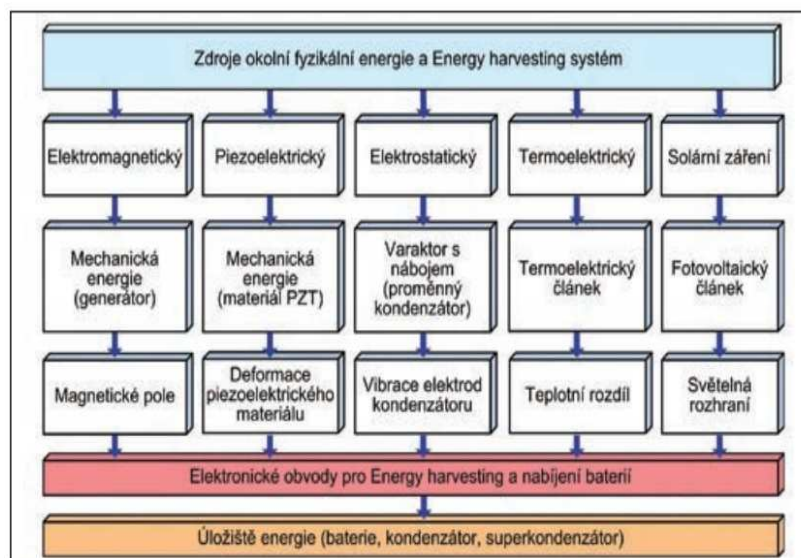 Zdroje okolní fyzikální energie a Energy harvesting systém
Elektromagnetický
Piezoelektrický
Elektrostatický
Termoelektrický
Solární záření
Mechanická
energie
(generátor)
Mechanická
energie
(materiál PZT)
Varaktor s
nábojem
(proměnný
kondenzátor)
Termoelektrický
článek
Fotovoltaický
článek
Magnetické pole
Deformace
piezoelektrického
materiálu
Vibrace elektrod
kondenzátoru
Teplotní rozdíl
Světelná
rozhraní
Elektronické obvody pro Energy harvesting a nabíjení baterií
Úložiště energie (baterie, kondenzátor, superkondenzátor)